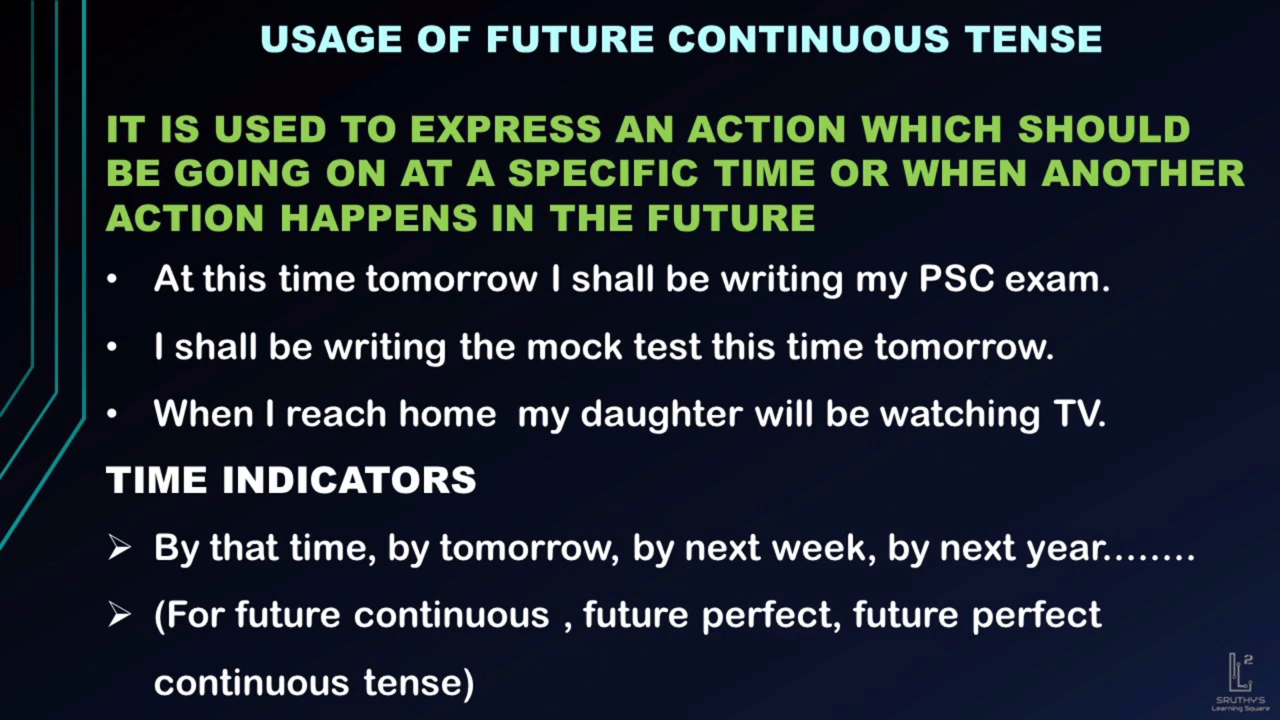 USAGE OF FUTURE CONTINUOUS TENSE
IT IS USED TO EXPRESS AN ACTION WHICH SHOULD
BE GOING ON AT A SPECIFIC TIME OR WHEN ANOTHER
ACTION HAPPENS IN THE FUTURE
• At this time tomorrow I shall be writing my PSC exam.
• I shall be writing the mock test this time tomorrow.
• When I reach home my daughter will be watching TV.
TIME INDICATORS
➢ By that time, by tomorrow, by next week, by next year........
➢ (For future continuous , future perfect, future perfect
continuous tense)
L²
SRUTHY'S
Learning Square